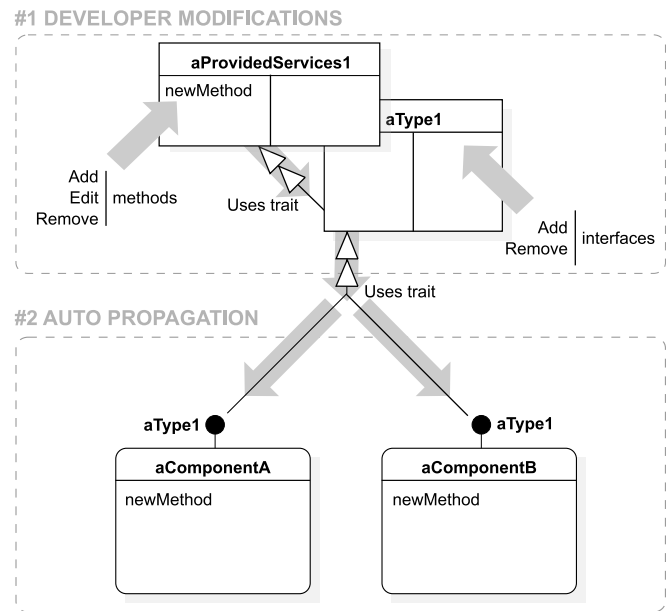 #1 DEVELOPER MODIFICATIONS
aProvidedServices1
newMethod
aType1
Add
Edit
Remove
methods
Uses trait
Add
Remove
interfaces
Uses trait
#2 AUTO PROPAGATION
aType1
aType1
aComponentA
aComponentB
newMethod
newMethod